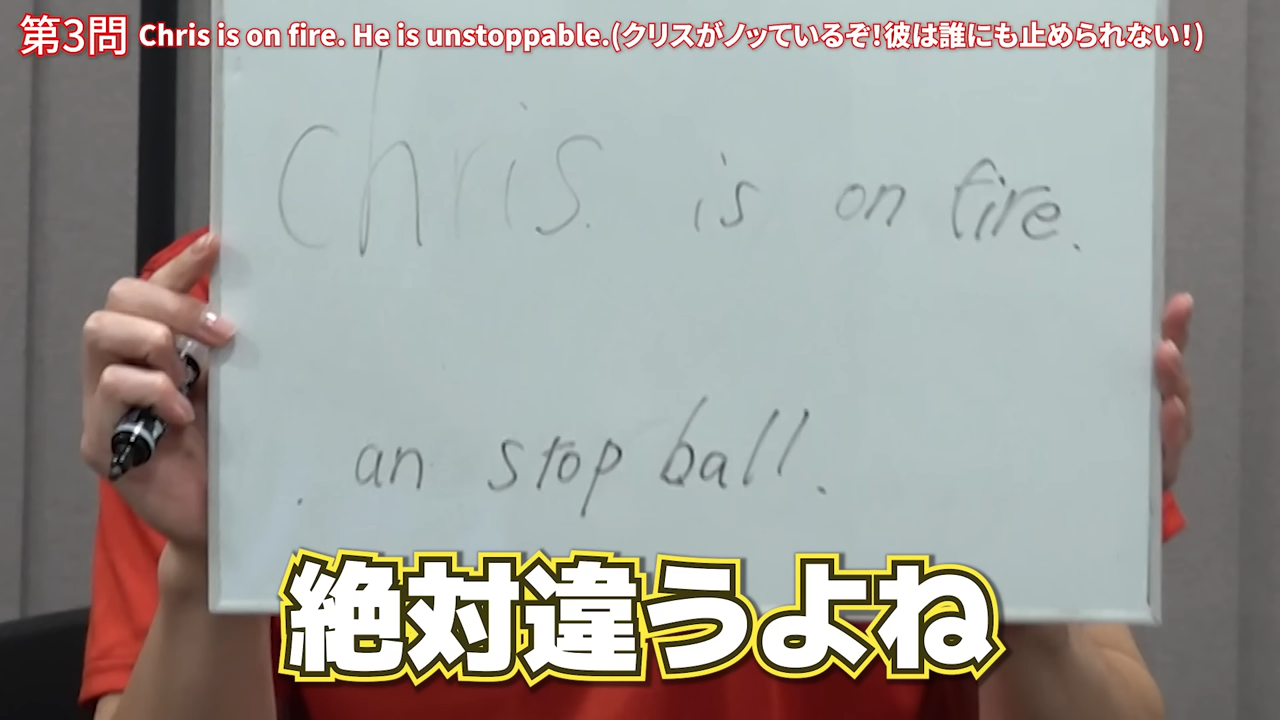 第3問 Chris is on fire. He is unstoppable.(クリスがノッているぞ!彼は誰にも止められない!)
Chris. is on fire.
. an stop ball.
絶対違うよね